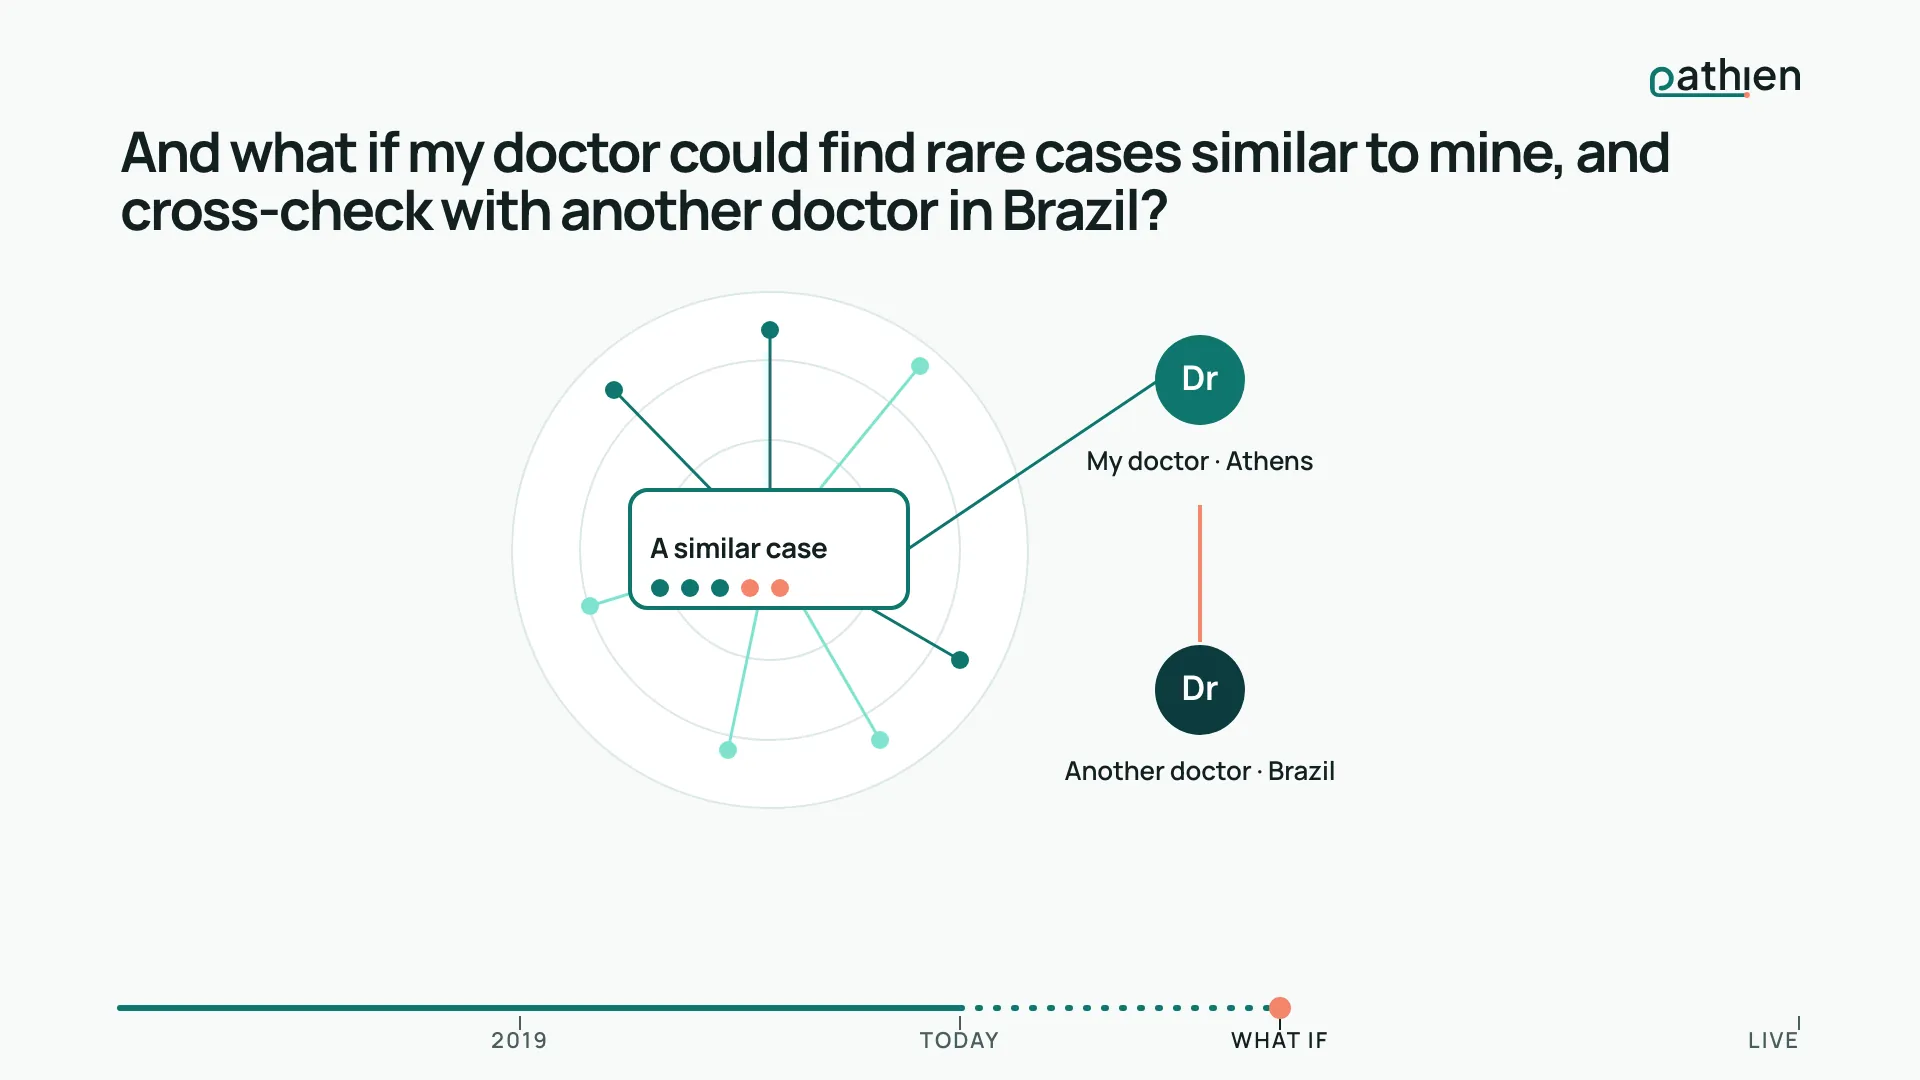 pathien
And what if my doctor could find rare cases similar to mine, and
cross-check with another doctor in Brazil?
Dr
My doctor · Athens
A similar case
Dr
Another doctor · Brazil
2019
TODAY
WHAT IF
LIVE